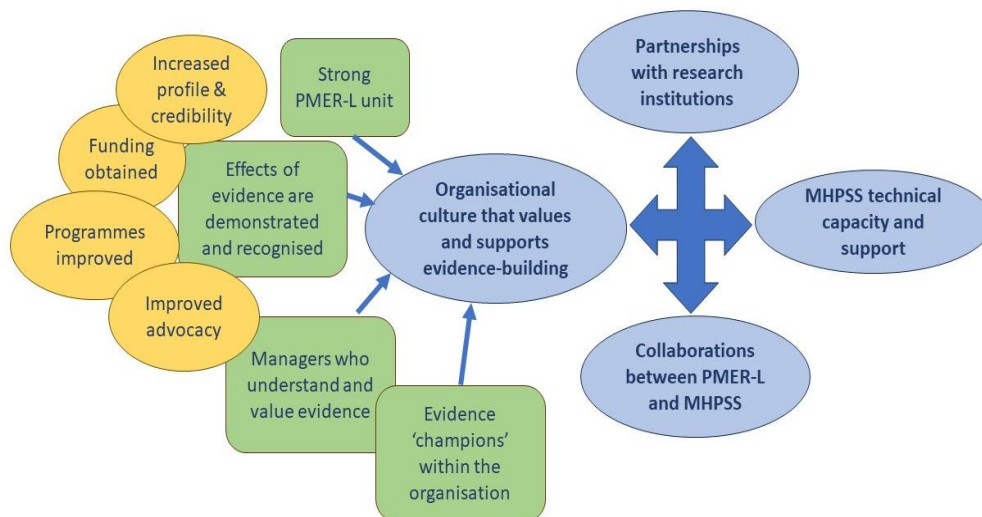 Increased
profile &
credibility
Funding
obtained
Programmes
improved
Improved
advocacy
Strong
PMER-L unit
Effects of
evidence are
demonstrated
and recognised
Managers who
understand and
value evidence
Evidence
‘champions’
within the
organisation
Organisational
culture that values
and supports
evidence-building
Partnerships
with research
institutions
MHPSS technical
capacity and
support
Collaborations
between PMER-L
and MHPSS